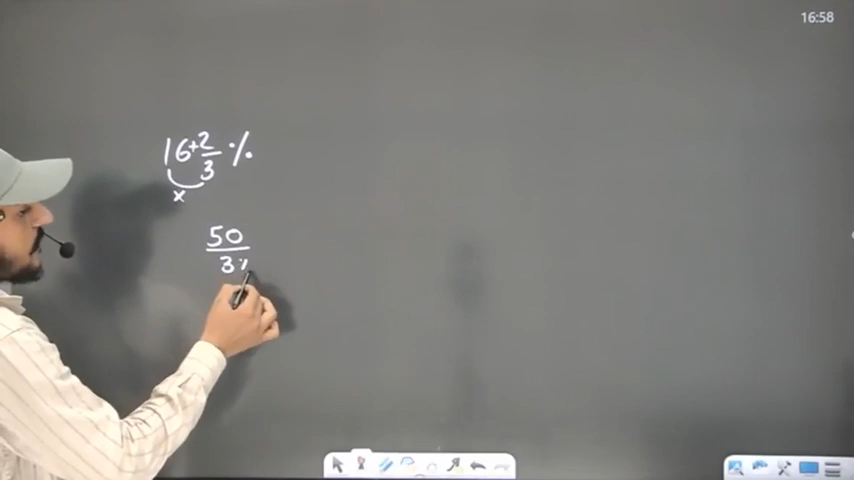 16:58
16+2/3 %
x
50/3 ×